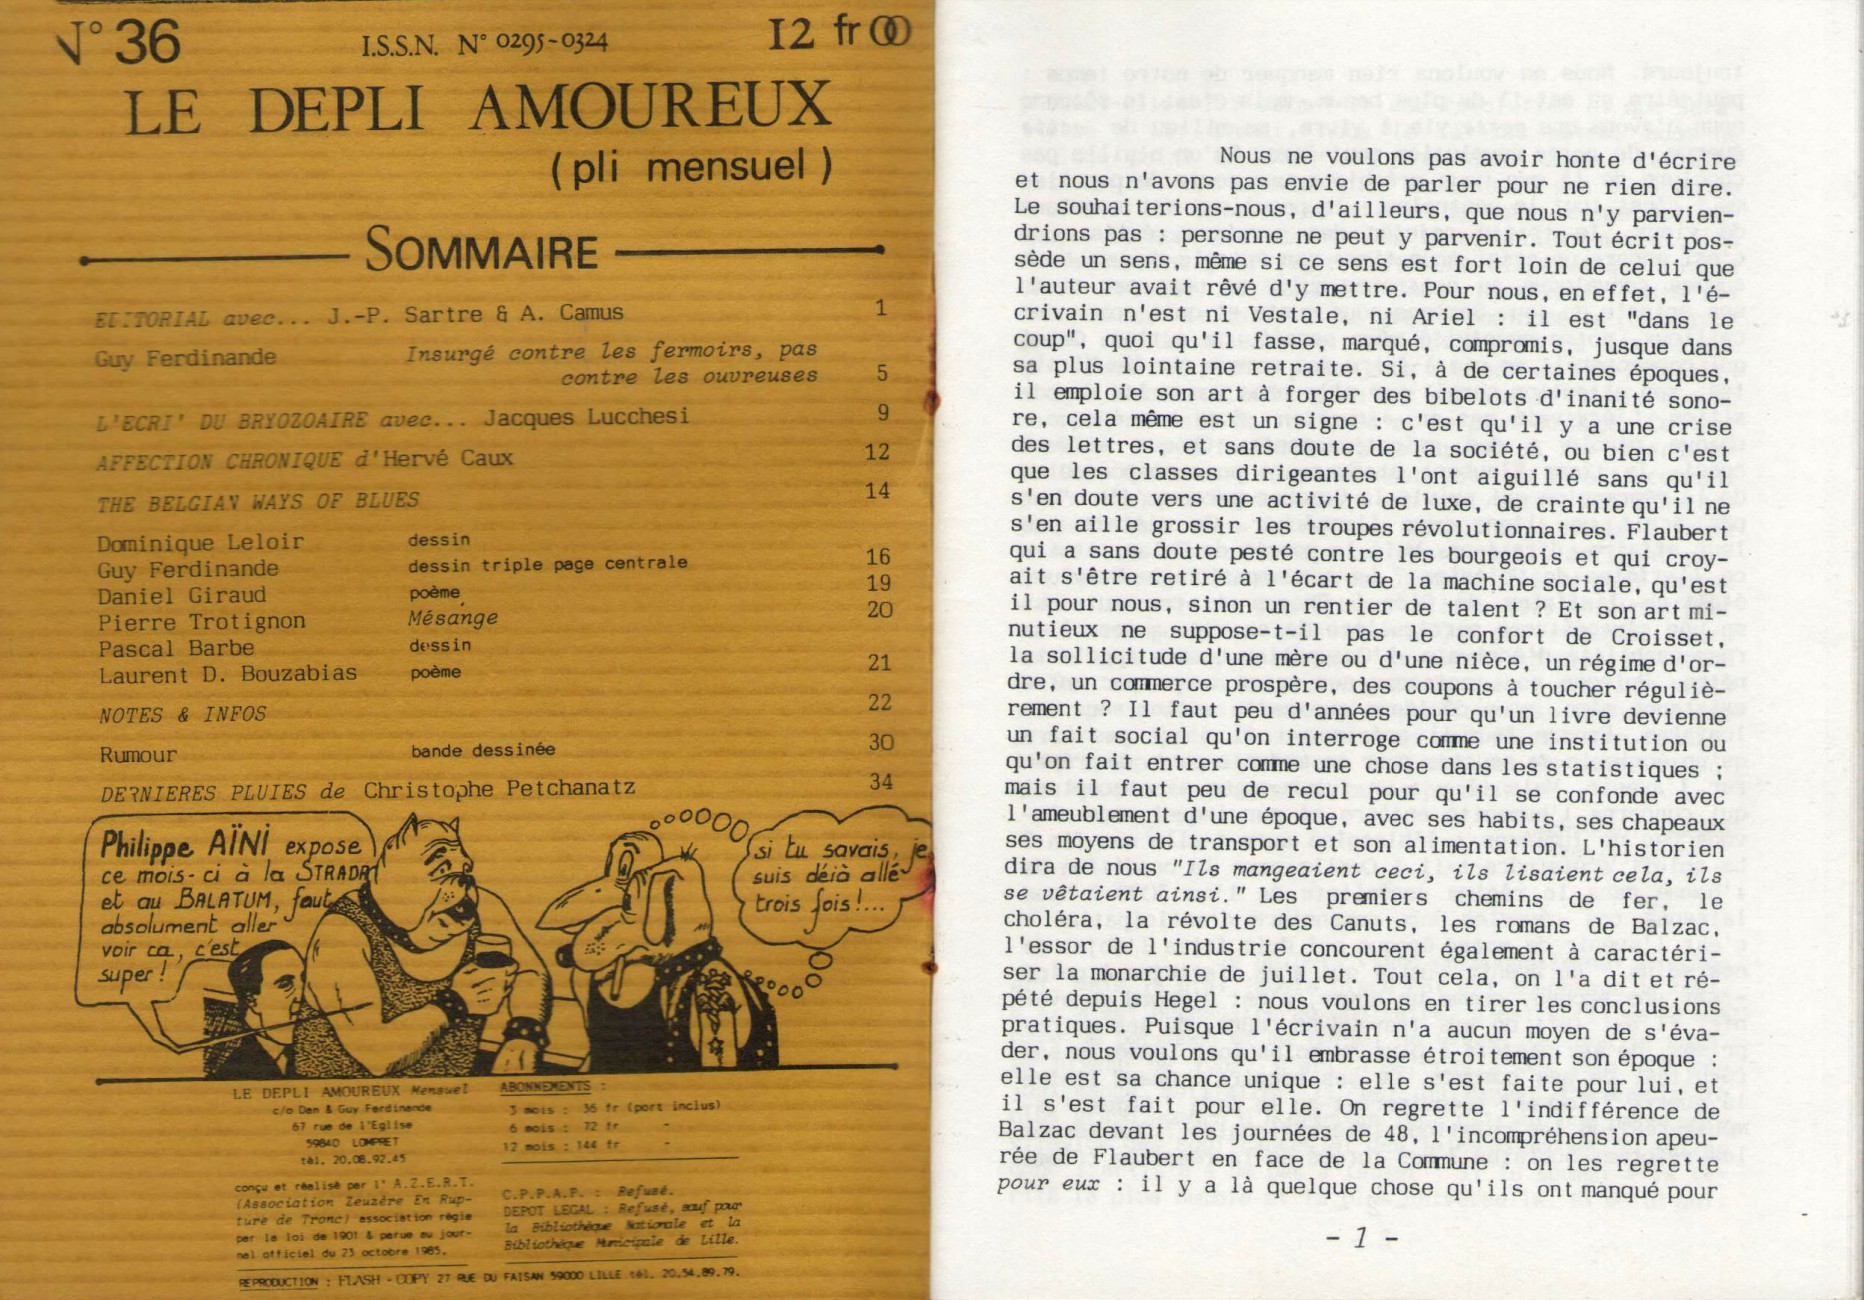 N° 36
I.S.S.N. N° 0295-0324
12 fr 00
LE DEPLI AMOUREUX
(pli mensuel)
SOMMAIRE
EDITORIAL avec... J.-P. Sartre & A. Camus 1
Guy Ferdinande Insurgé contre les fermoirs, pas
contre les ouvreuses 5
L'ECRI' DU BRYOZOAIRE avec... Jacques Lucchesi 9
AFFECTION CHRONIQUE d'Hervé Caux 12
THE BELGIAN WAYS OF BLUES 14
Dominique Leloir dessin
Guy Ferdinande dessin triple page centrale 16
Daniel Giraud poème 19
Pierre Trotignon Mésange 20
Pascal Barbe dessin
Laurent D. Bouzabias poème 21
NOTES & INFOS 22
Rumour bande dessinée 30
DERNIERES PLUIES de Christophe Petchanatz 34
Philippe AÏNI expose
ce mois-ci à la STRADA
et au BALATUM, faut
absolument aller
voir ça, c'est
super !
si tu savais, je
suis déjà allé
trois fois !...
LE DEPLI AMOUREUX Mensuel
c/o Dan & Guy Ferdinande
67 rue de l'Eglise
59840 LOMPRET
tél. 20.08.92.45
conçu et réalisé par l' A.Z.E.R.T.
(Association Zeuzère En Rup-
ture de Tronc) association régie
par la loi de 1901 & parue au jour-
nal officiel du 23 octobre 1985.
ABONNEMENTS :
3 mois : 36 fr (port inclus)
6 mois : 72 fr -
12 mois : 144 fr -
C.P.P.A.P. : Refusé.
DEPOT LEGAL : Refusé, sauf pour
la Bibliothèque Nationale et la
Bibliothèque Municipale de Lille.
REPRODUCTION : FLASH - COPY 27 RUE DU FAISAN 59000 LILLE tél. 20.54.89.79.
Nous ne voulons pas avoir honte d'écrire
et nous n'avons pas envie de parler pour ne rien dire.
Le souhaiterions-nous, d'ailleurs, que nous n'y parvien-
drions pas : personne ne peut y parvenir. Tout écrit pos-
sède un sens, même si ce sens est fort loin de celui que
l'auteur avait rêvé d'y mettre. Pour nous, en effet, l'é-
crivain n'est ni Vestale, ni Ariel : il est "dans le
coup", quoi qu'il fasse, marqué, compromis, jusque dans
sa plus lointaine retraite. Si, à de certaines époques,
il emploie son art à forger des bibelots d'inanité sono-
re, cela même est un signe : c'est qu'il y a une crise
des lettres, et sans doute de la société, ou bien c'est
que les classes dirigeantes l'ont aiguillé sans qu'il
s'en doute vers une activité de luxe, de crainte qu'il ne
s'en aille grossir les troupes révolutionnaires. Flaubert
qui a sans doute pesté contre les bourgeois et qui croy-
ait s'être retiré à l'écart de la machine sociale, qu'est
il pour nous, sinon un rentier de talent ? Et son art mi-
nutieux ne suppose-t-il pas le confort de Croisset,
la sollicitude d'une mère ou d'une nièce, un régime d'or-
dre, un commerce prospère, des coupons à toucher réguliè-
rement ? Il faut peu d'années pour qu'un livre devienne
un fait social qu'on interroge comme une institution ou
qu'on fait entrer comme une chose dans les statistiques ;
mais il faut peu de recul pour qu'il se confonde avec
l'ameublement d'une époque, avec ses habits, ses chapeaux
ses moyens de transport et son alimentation. L'historien
dira de nous "Ils mangeaient ceci, ils lisaient cela, ils
se vêtaient ainsi." Les premiers chemins de fer, le
choléra, la révolte des Canuts, les romans de Balzac,
l'essor de l'industrie concourent également à caractéri-
ser la monarchie de juillet. Tout cela, on l'a dit et ré-
pété depuis Hegel : nous voulons en tirer les conclusions
pratiques. Puisque l'écrivain n'a aucun moyen de s'éva-
der, nous voulons qu'il embrasse étroitement son époque :
elle est sa chance unique : elle s'est faite pour lui, et
il s'est fait pour elle. On regrette l'indifférence de
Balzac devant les journées de 48, l'incompréhension apeu-
rée de Flaubert en face de la Commune : on les regrette
pour eux : il y a là quelque chose qu'ils ont manqué pour
- 1 -